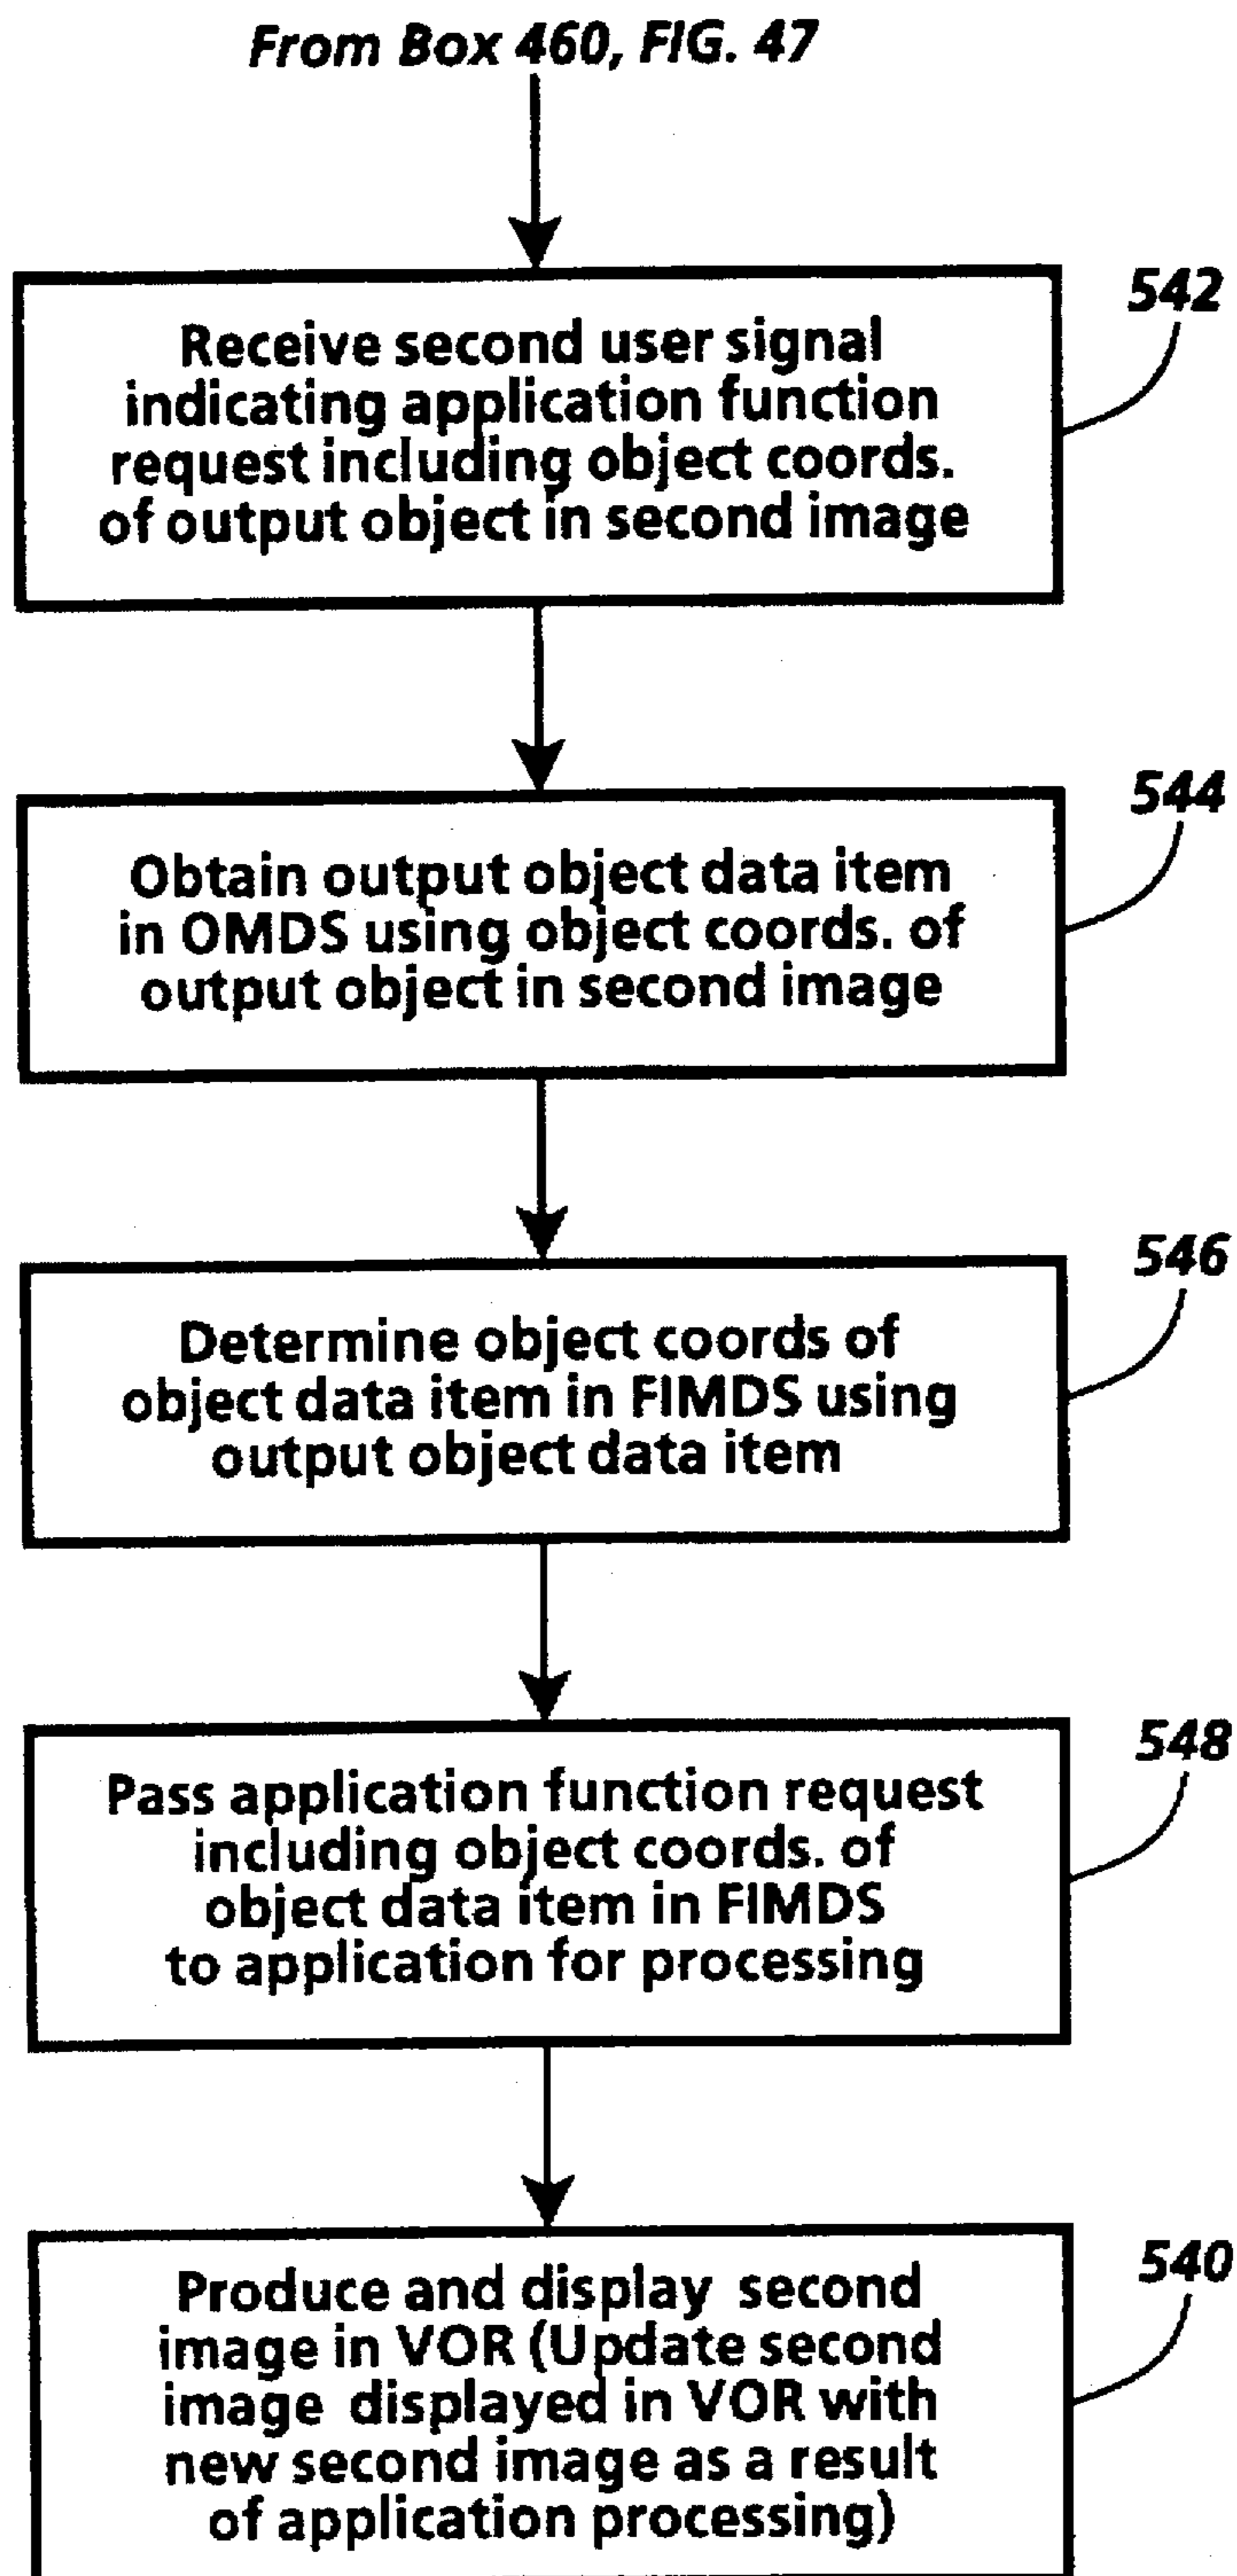 From Box 460, FIG. 47
542
Receive second user signal
indicating application function
request including object coords.
of output object in second image
544
Obtain output object data item
in OMDS using object coords. of
output object in second image
546
Determine object coords of
object data item in FIMDS using
output object data item
548
Pass application function request
including object coords. of
object data item in FIMDS
to application for processing
540
Produce and display second
image in VOR (Update second
image displayed in VOR with
new second image as a result
of application processing)